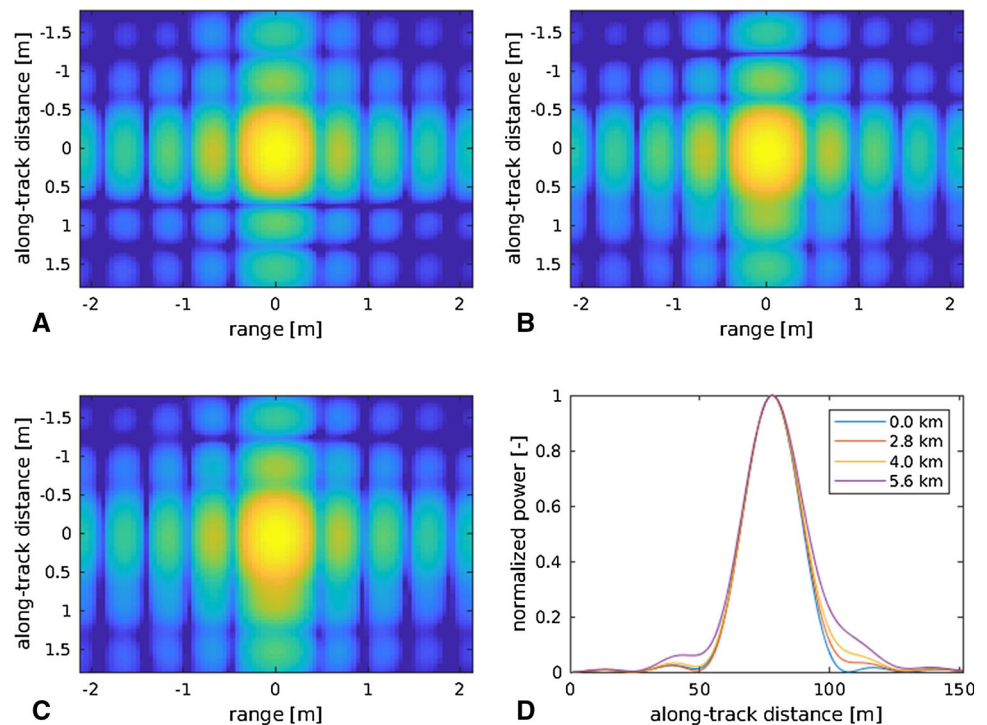 along-track distance [m]
-1.5
-1
-0.5
0
0.5
1
1.5
-2 -1 0 1 2
range [m]
A
along-track distance [m]
-1.5
-1
-0.5
0
0.5
1
1.5
-2 -1 0 1 2
range [m]
B
along-track distance [m]
-1.5
-1
-0.5
0
0.5
1
1.5
-2 -1 0 1 2
range [m]
C
normalized power [-]
1
0.8
0.6
0.4
0.2
0
0.0 km
2.8 km
4.0 km
5.6 km
0 50 100 150
along-track distance [m]
D